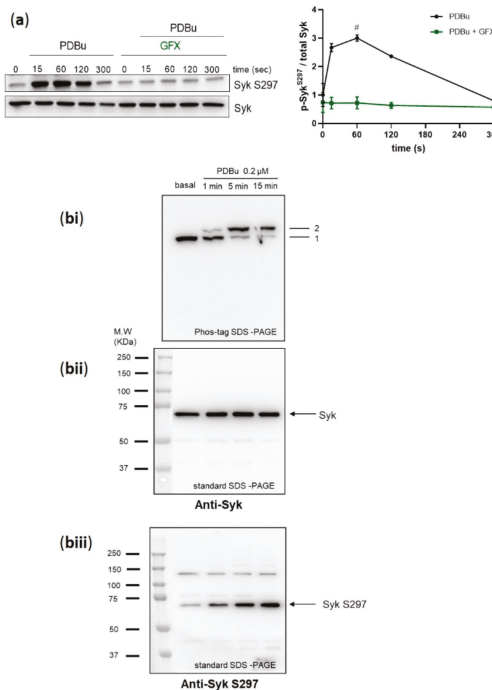 (a)
PDBu
PDBu
GFX
0 15 60 120 300 0 15 60 120 300 time (sec)
Syk S297
Syk
p-Syk^S297 / total Syk
4
3
2
1
0
#
PDBu
PDBu + GFX
0 60 120 180 240 30
time (s)
(bi)
PDBu 0.2 µM
basal 1 min 5 min 15 min
2
1
Phos-tag SDS -PAGE
(bii)
M.W
(KDa)
250
150
100
75
50
37
Syk
standard SDS -PAGE
Anti-Syk
(biii)
250
150
100
75
50
37
Syk S297
standard SDS -PAGE
Anti-Syk S297